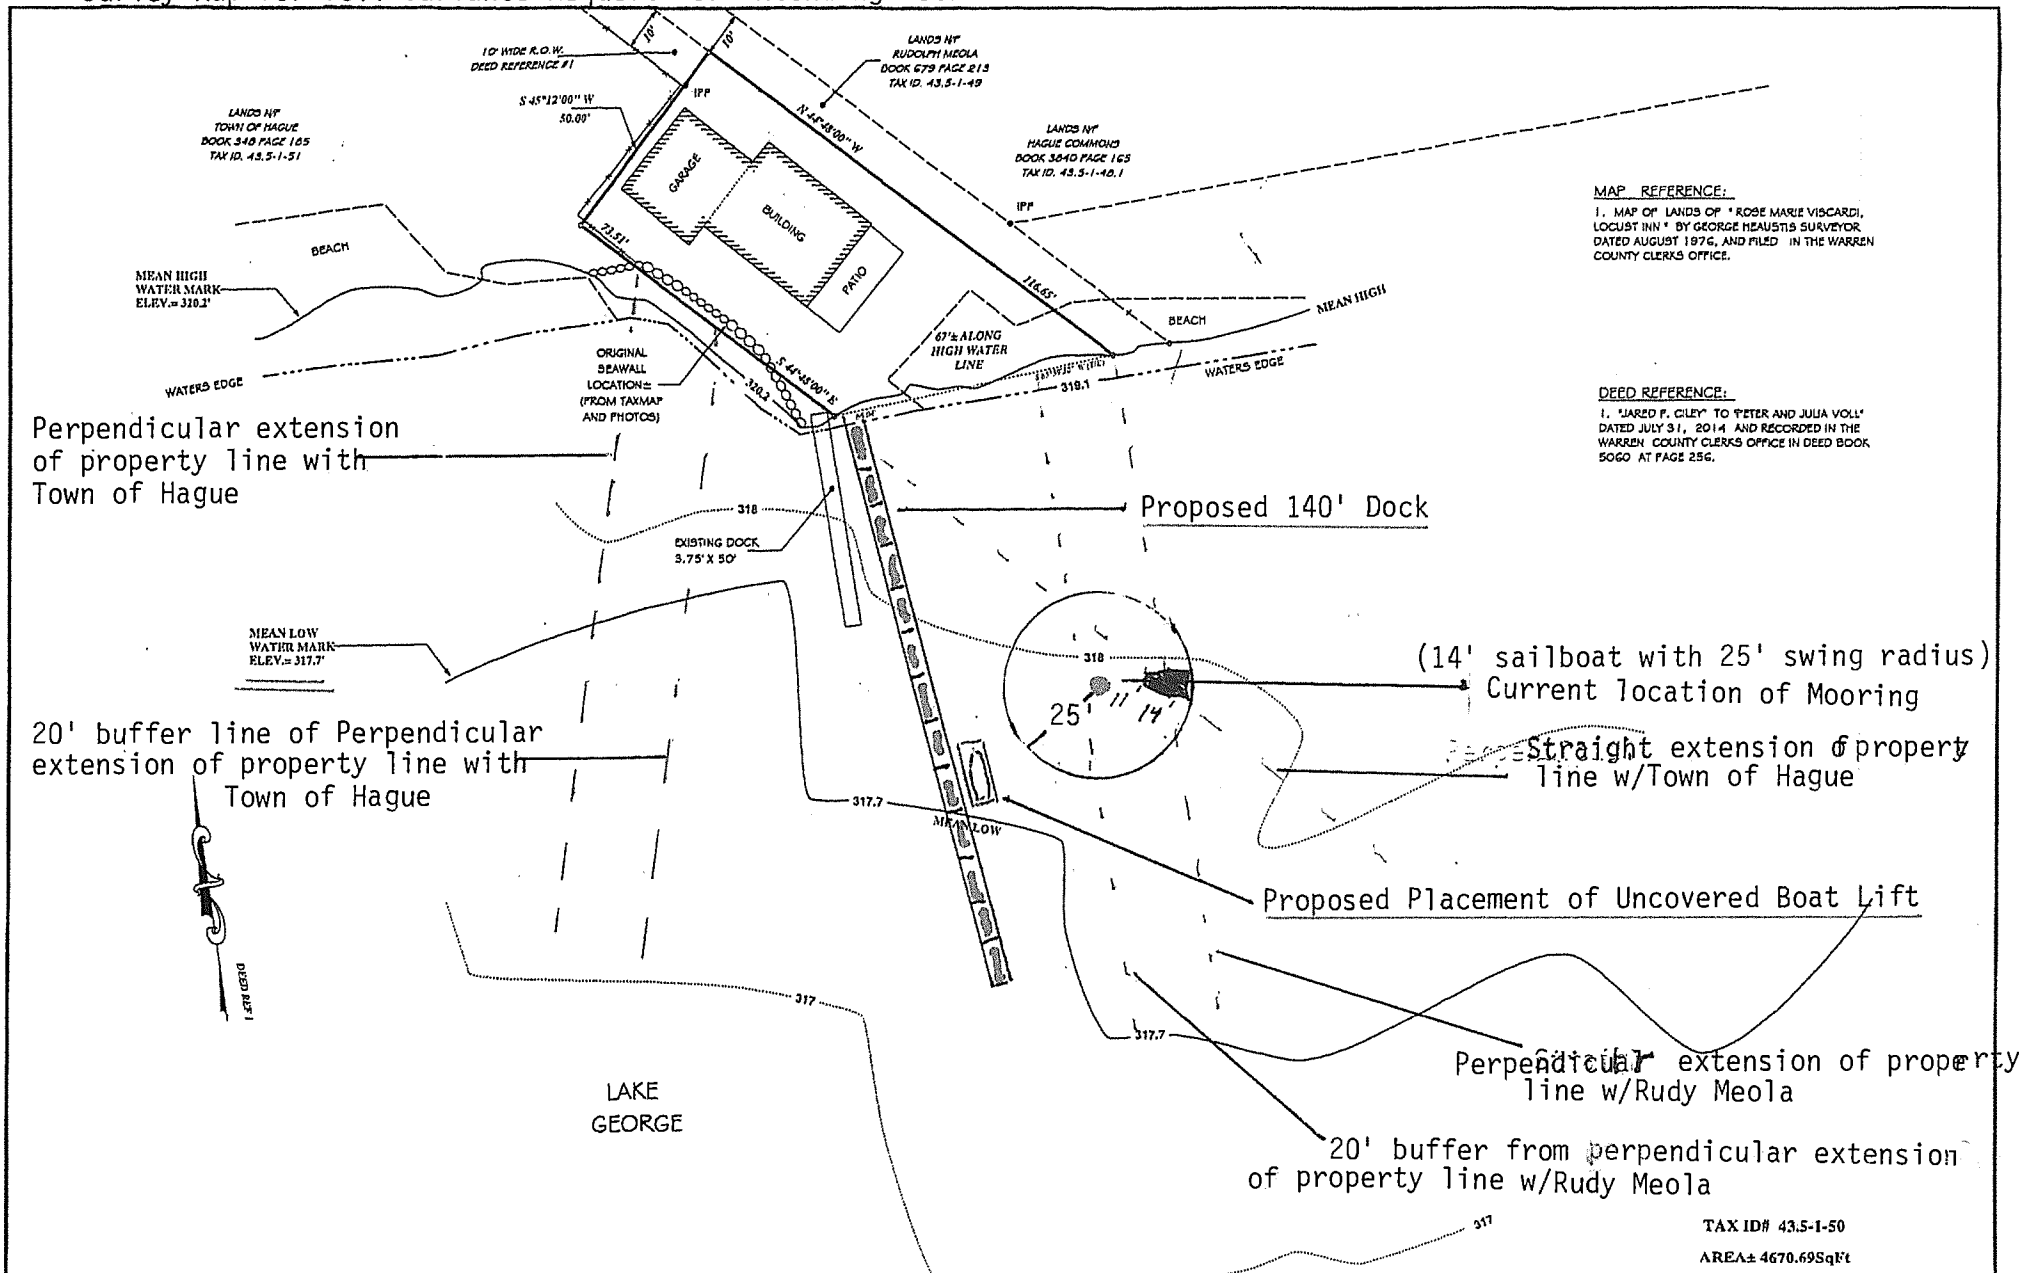 10' WIDE R.O.W.
DEED REFERENCE #1
10'
10'
LANDS N/F
RUDOLPH MEOLA
BOOK 679 PAGE 213
TAX ID. 43.5-1-49
S 45°12'00" W
50.00'
IPF
N 44°48'00" W
LANDS N/F
TOWN OF HAGUE
BOOK 348 PAGE 185
TAX ID. 43.5-1-51
LANDS N/F
HAGUE COMMONS
BOOK 3840 PAGE 165
TAX ID. 43.5-1-48.1
GARAGE
BUILDING
PATIO
IPF
MAP REFERENCE:
1. MAP OF LANDS OF "ROSE MARIE VISCARDI,
LOCUST INN" BY GEORGE HEAUSTIS SURVEYOR
DATED AUGUST 1976, AND FILED IN THE WARREN
COUNTY CLERKS OFFICE.
BEACH
73.51'
MEAN HIGH
WATER MARK
ELEV.= 320.2'
116.65'
MEAN HIGH
BEACH
67'± ALONG
HIGH WATER
LINE
WATERS EDGE
ORIGINAL
SEAWALL
LOCATION±
(FROM TAXMAP
AND PHOTOS)
320.2
S 44°48'00" E
319.1
WATERS EDGE
DEED REFERENCE:
1. "JARED P. CILEY" TO "PETER AND JULIA VOLL"
DATED JULY 31, 2014 AND RECORDED IN THE
WARREN COUNTY CLERKS OFFICE IN DEED BOOK
5060 AT PAGE 256.
Perpendicular extension
of property line with
Town of Hague
318
EXISTING DOCK
3.75' X 50'
Proposed 140' Dock
MEAN LOW
WATER MARK
ELEV.= 317.7'
318
25'
11'
14'
(14' sailboat with 25' swing radius)
Current location of Mooring
20' buffer line of Perpendicular
extension of property line with
Town of Hague
Straight extension of property
line w/Town of Hague
317.7
MEAN LOW
Proposed Placement of Uncovered Boat Lift
DEED REF 1
317
317.7
Perpendicular extension of property
line w/Rudy Meola
LAKE
GEORGE
20' buffer from perpendicular extension
of property line w/Rudy Meola
317
TAX ID# 43.5-1-50
AREA± 4670.69SqFt